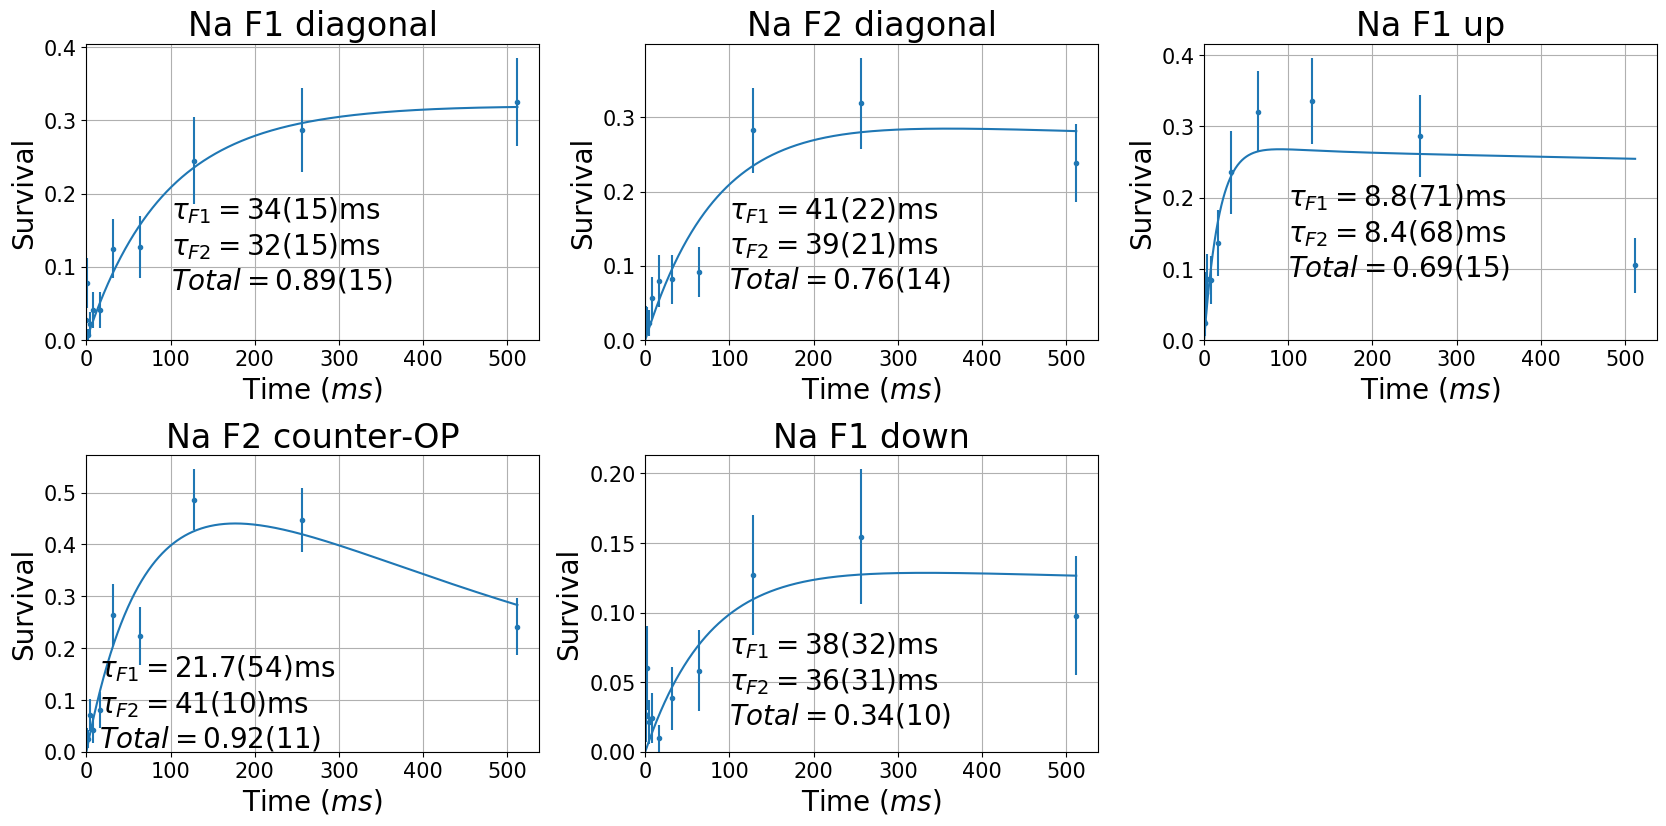 Na F1 diagonal
Survival
0.4
0.3
0.2
0.1
0.0
τF1 = 34(15)ms
τF2 = 32(15)ms
Total = 0.89(15)
0 100 200 300 400 500
Time (ms)
Na F2 diagonal
Survival
0.3
0.2
0.1
0.0
τF1 = 41(22)ms
τF2 = 39(21)ms
Total = 0.76(14)
0 100 200 300 400 500
Time (ms)
Na F1 up
Survival
0.4
0.3
0.2
0.1
0.0
τF1 = 8.8(71)ms
τF2 = 8.4(68)ms
Total = 0.69(15)
0 100 200 300 400 500
Time (ms)
Na F2 counter-OP
Survival
0.5
0.4
0.3
0.2
0.1
0.0
τF1 = 21.7(54)ms
τF2 = 41(10)ms
Total = 0.92(11)
0 100 200 300 400 500
Time (ms)
Na F1 down
Survival
0.20
0.15
0.10
0.05
0.00
τF1 = 38(32)ms
τF2 = 36(31)ms
Total = 0.34(10)
0 100 200 300 400 500
Time (ms)